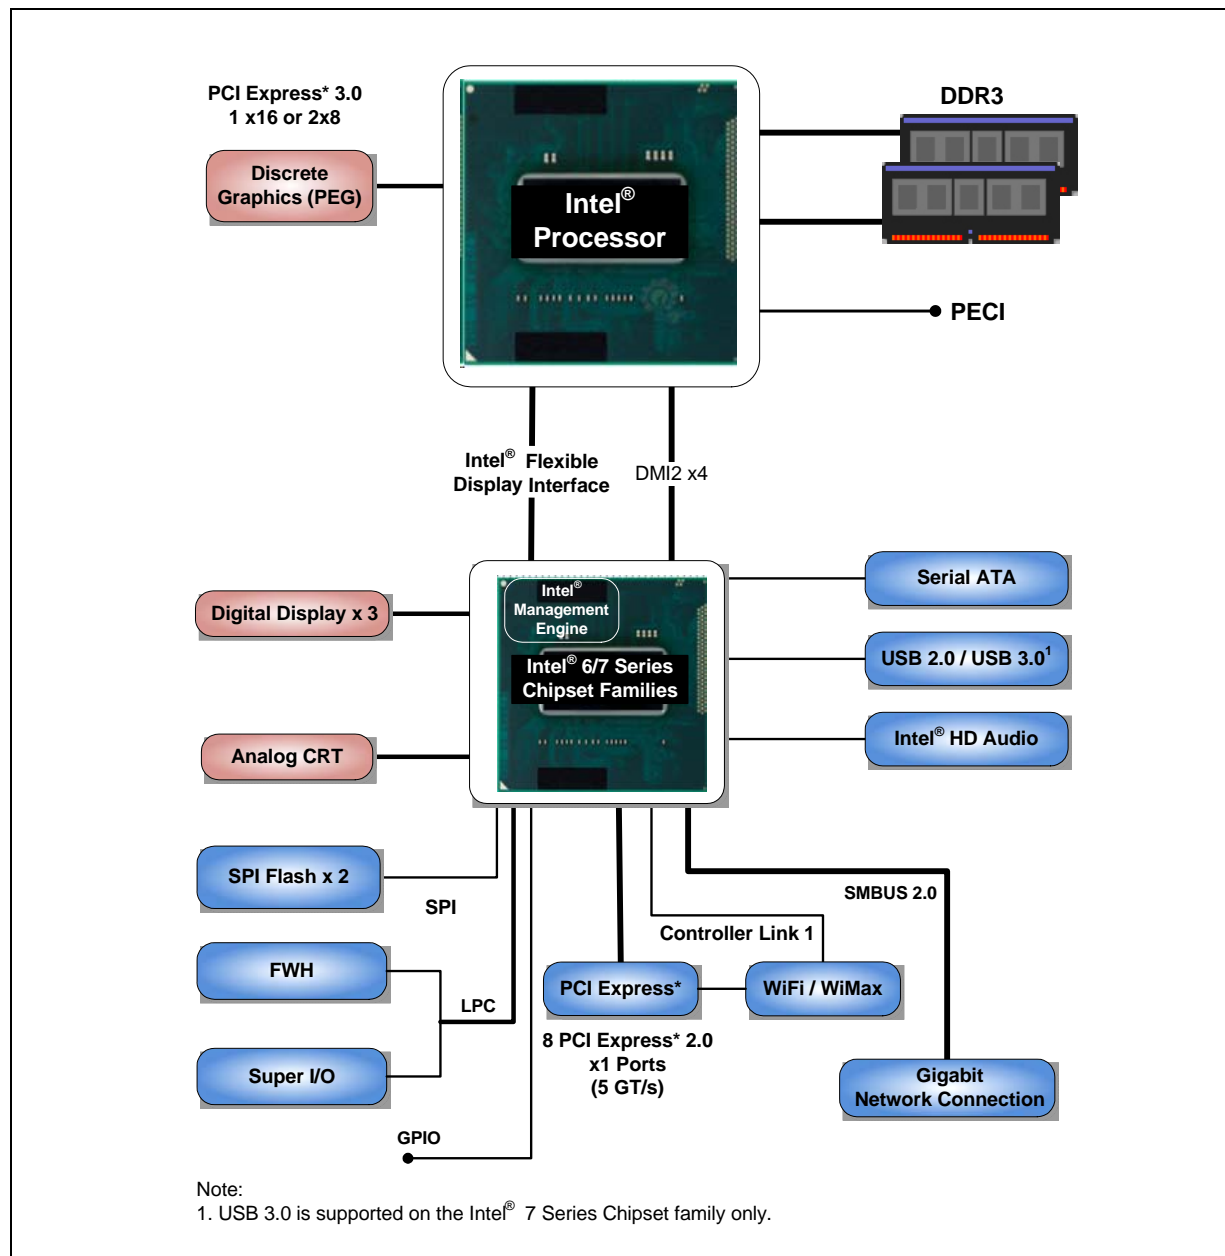 PCI Express* 3.0
1 x16 or 2x8
Discrete
Graphics (PEG)
Intel®
Processor
DDR3
PECI
Intel® Flexible
Display Interface
DMI2 x4
Intel®
Management
Engine
Intel® 6/7 Series
Chipset Families
Digital Display x 3
Analog CRT
Serial ATA
USB 2.0 / USB 3.0¹
Intel® HD Audio
SPI Flash x 2
SPI
FWH
LPC
Super I/O
GPIO
SMBUS 2.0
Controller Link 1
PCI Express*
WiFi / WiMax
8 PCI Express* 2.0
x1 Ports
(5 GT/s)
Gigabit
Network Connection
Note:
1. USB 3.0 is supported on the Intel® 7 Series Chipset family only.